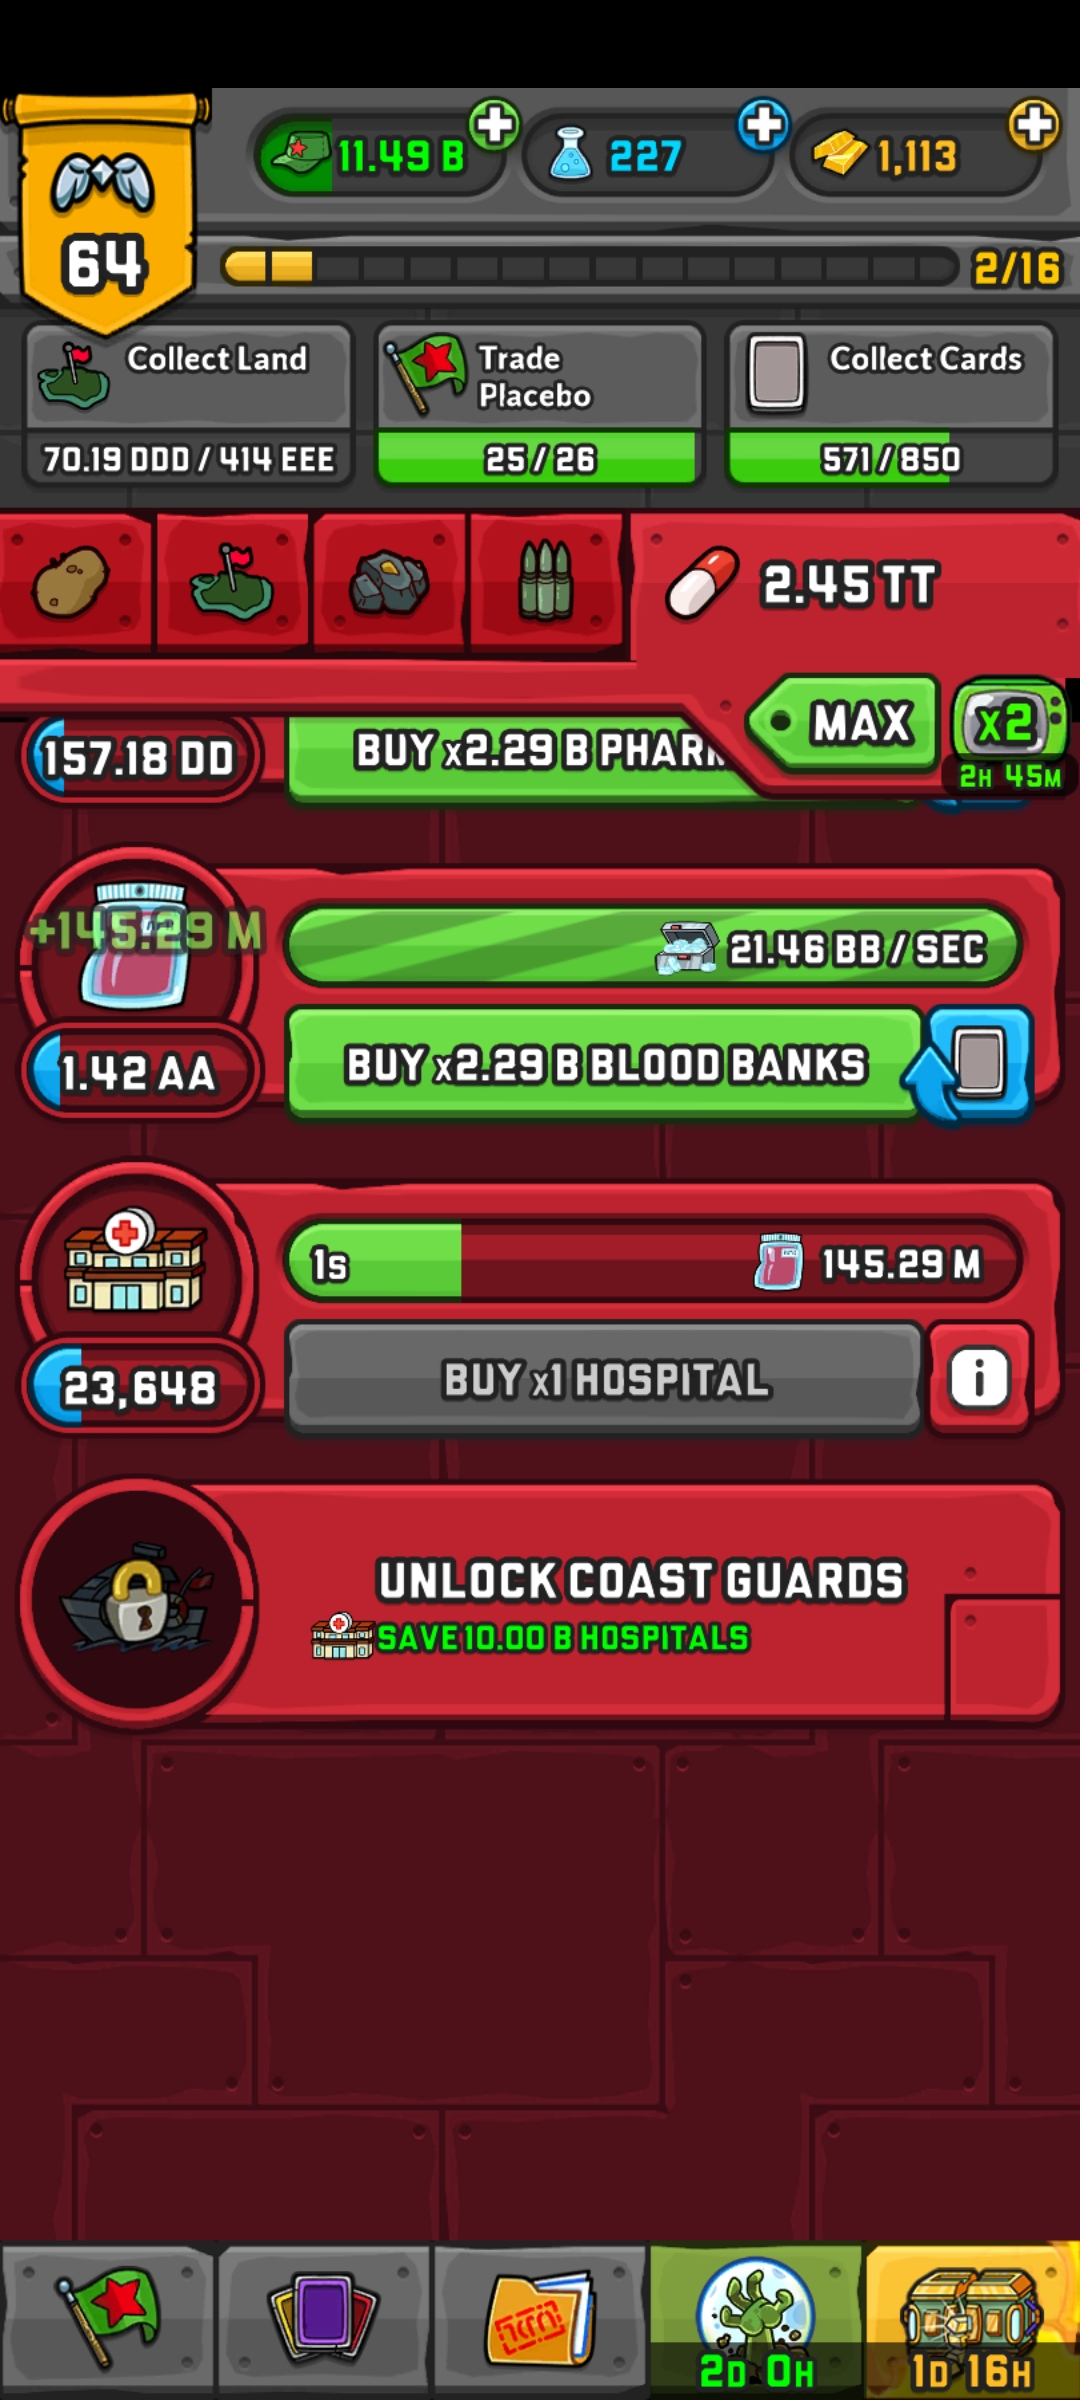 64
11.49 B
227
1,113
2/16
Collect Land
70.19 DDD / 414 EEE
Trade
Placebo
25 / 26
Collect Cards
571 / 850
2.45 TT
MAX
x2
2H 45M
157.18 DD
BUY x2.29 B PHARM
+145.29 M
21.46 BB / SEC
1.42 AA
BUY x2.29 B BLOOD BANKS
1s
145.29 M
23,648
BUY x1 HOSPITAL
i
UNLOCK COAST GUARDS
SAVE 10.00 B HOSPITALS
2D 0H
1D 16H